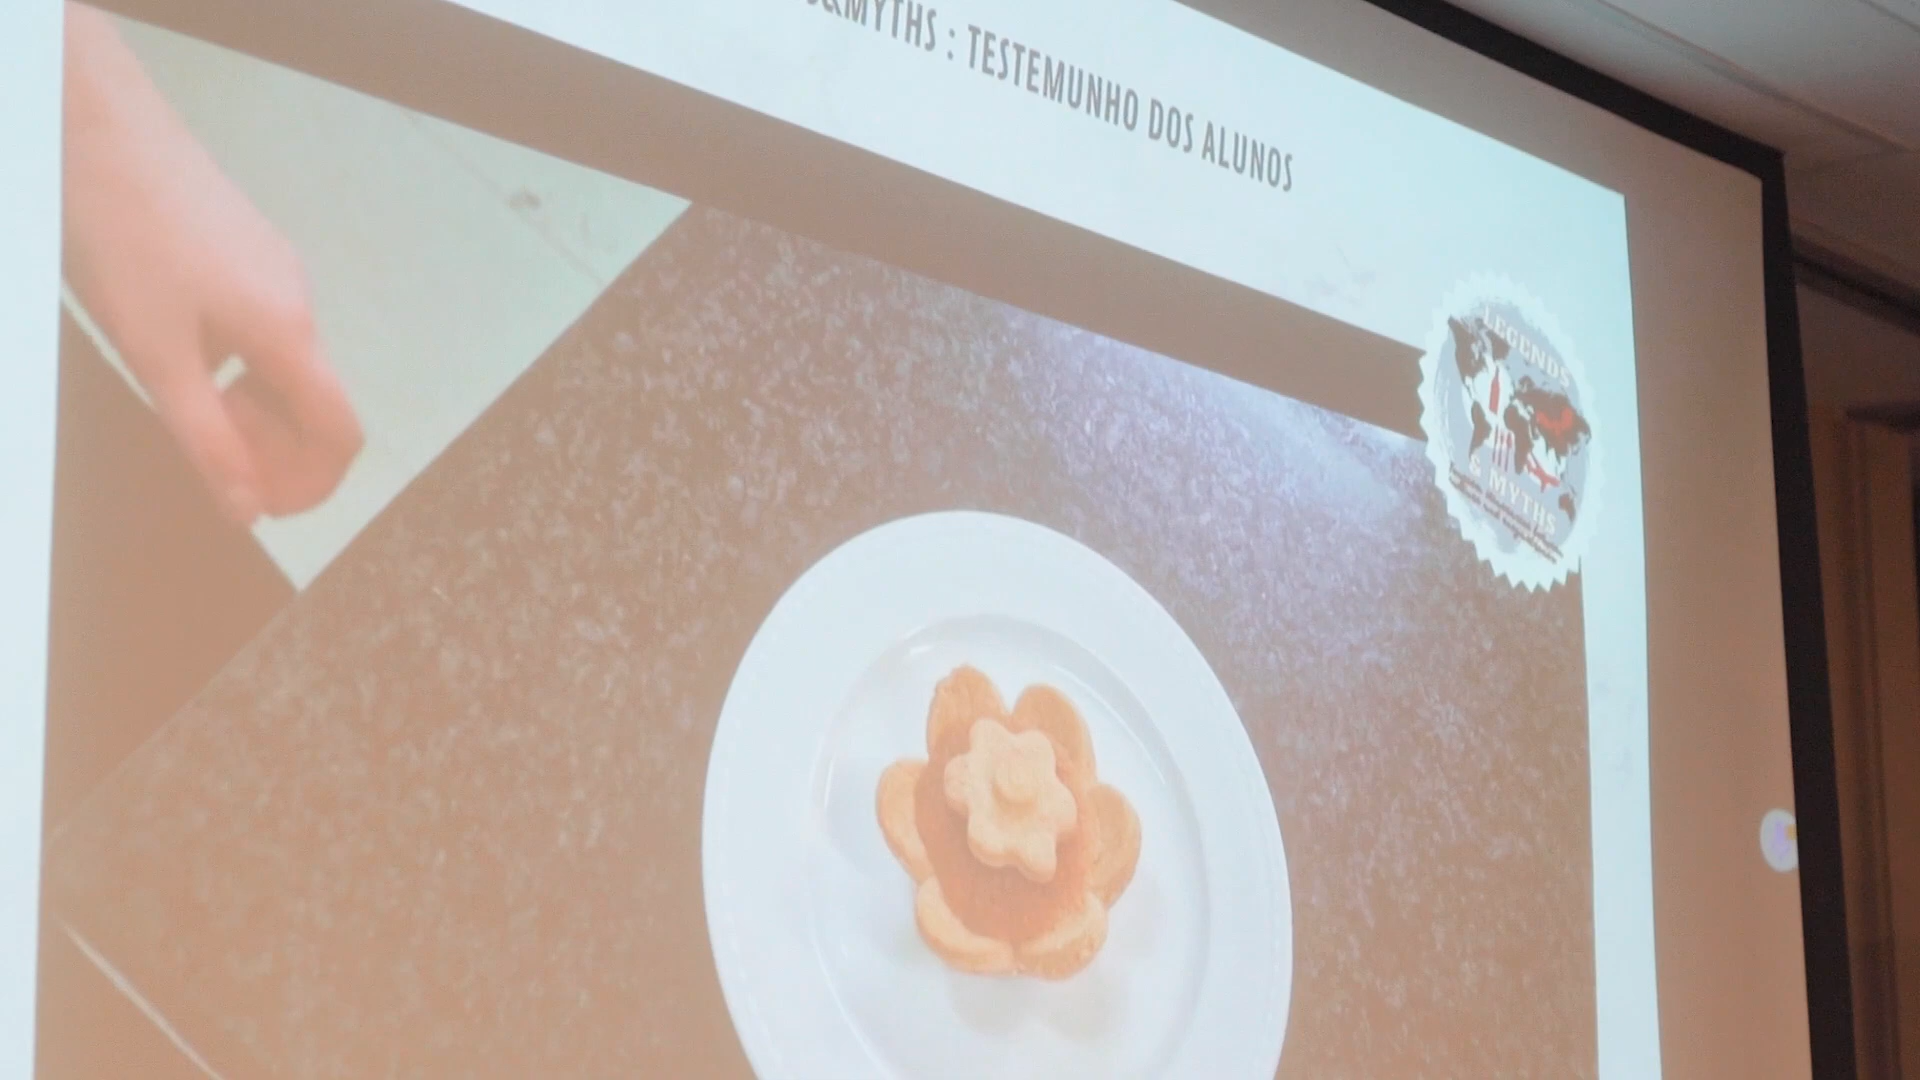 &MYTHS : TESTEMUNHO DOS ALUNOS
LEGENDS
& MYTHS